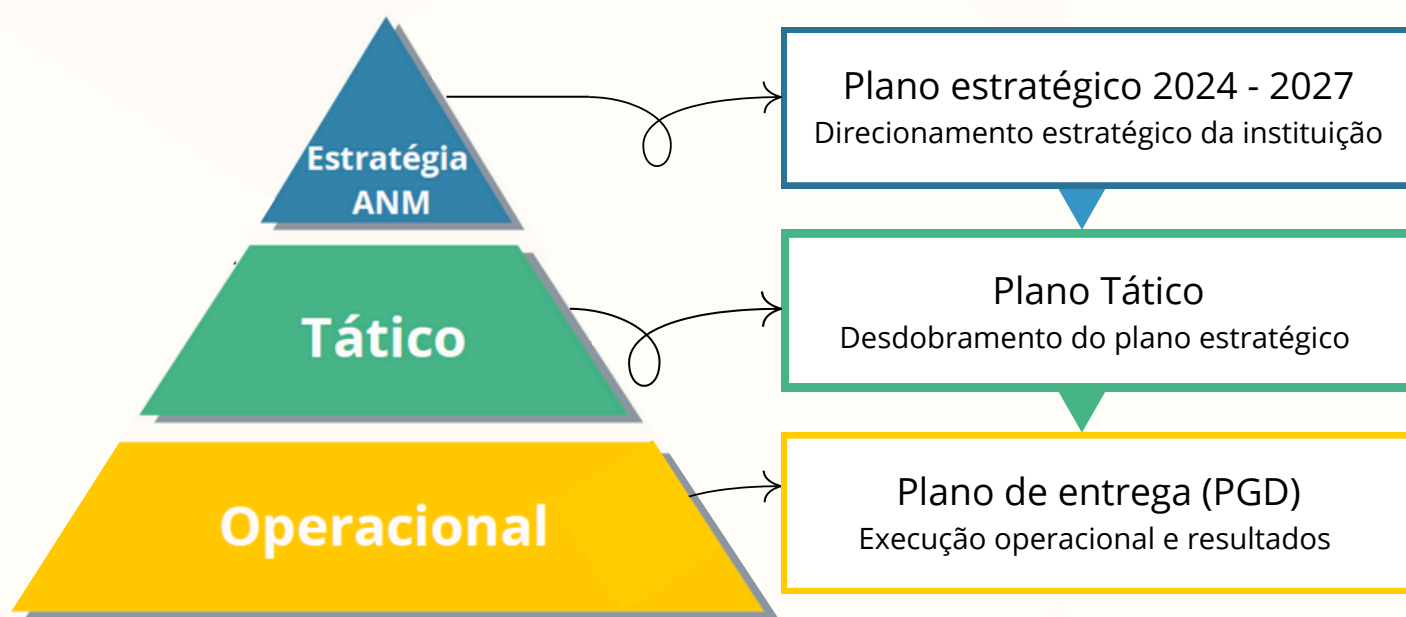 Estratégia
ANM
Plano estratégico 2024 - 2027
Direcionamento estratégico da instituição
Tático
Plano Tático
Desdobramento do plano estratégico
Operacional
Plano de entrega (PGD)
Execução operacional e resultados